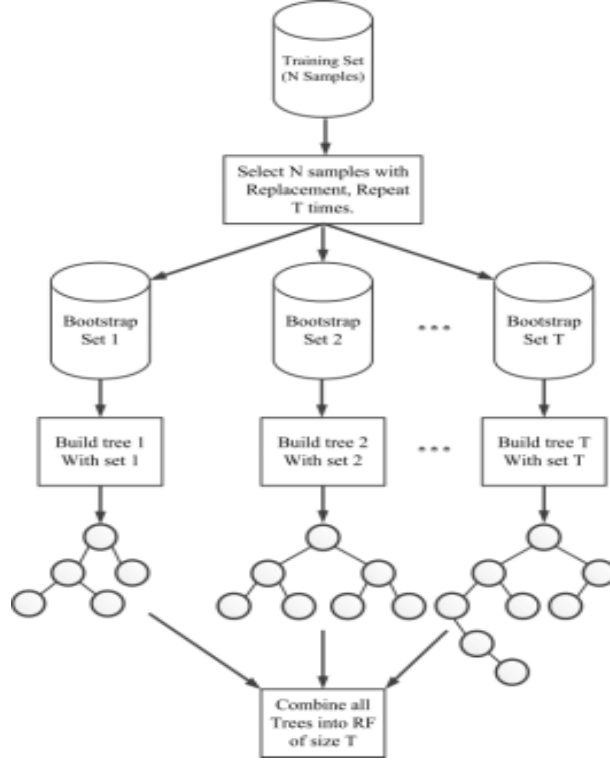 Training Set
(N Samples)
Select N samples with
Replacement, Repeat
T times.
Bootstrap
Set 1
Bootstrap
Set 2
Bootstrap
Set T
Build tree 1
With set 1
Build tree 2
With set 2
Build tree T
With set T
Combine all
Trees into RF
of size T